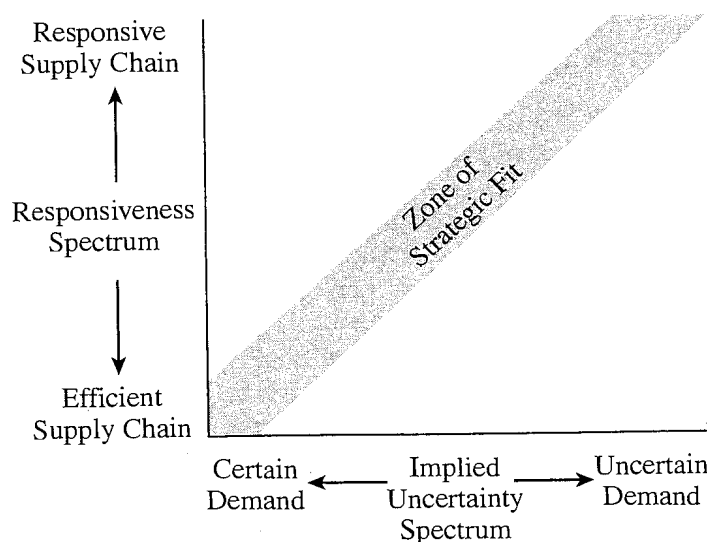 Responsive
Supply Chain
Responsiveness
Spectrum
Efficient
Supply Chain
Zone of
Strategic Fit
Certain
Demand
Implied
Uncertainty
Spectrum
Uncertain
Demand